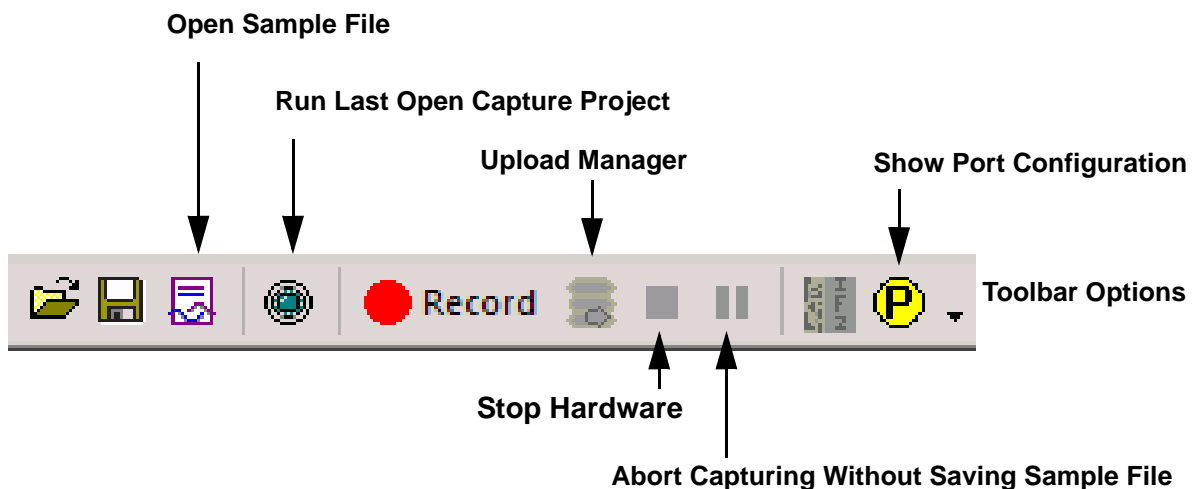 Open Sample File
Run Last Open Capture Project
Upload Manager
Show Port Configuration
Record
P
Toolbar Options
Stop Hardware
Abort Capturing Without Saving Sample File